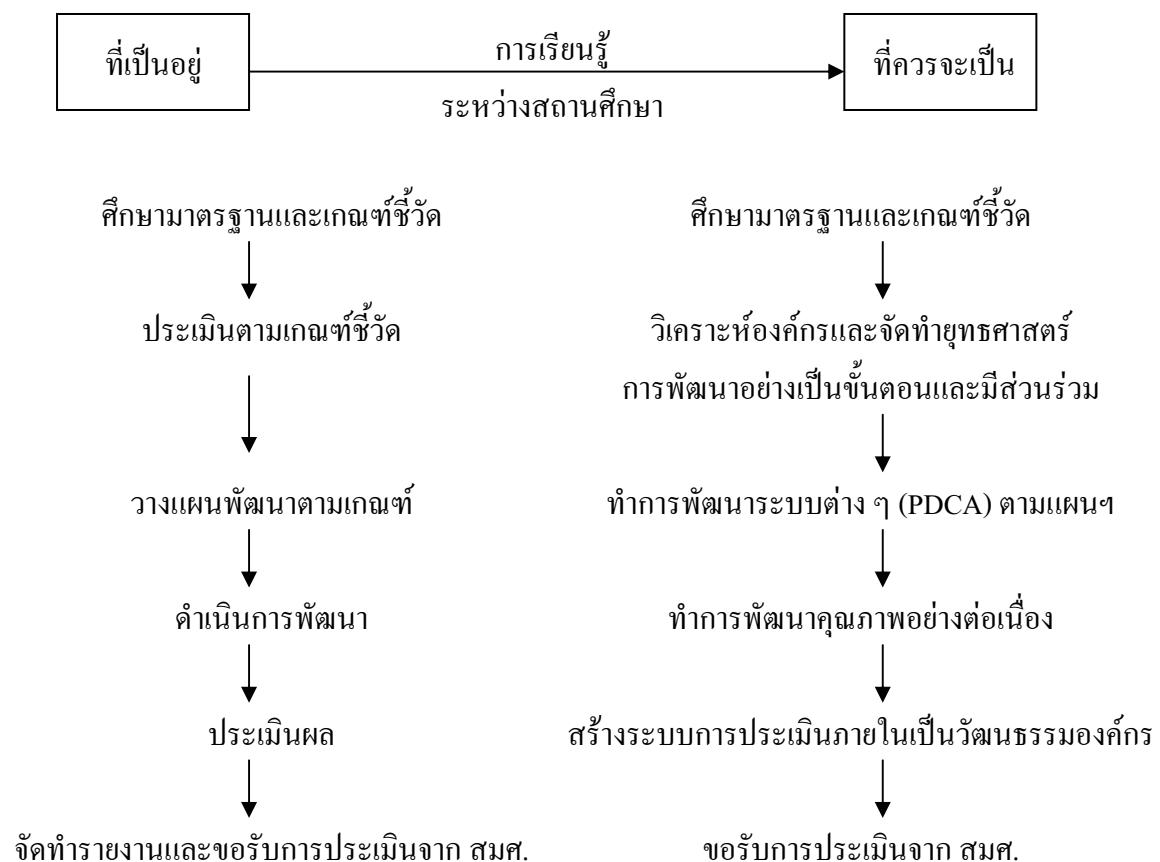 ที่เป็นอยู่
การเรียนรู้
ระหว่างสถานศึกษา
ที่ควรจะเป็น
ศึกษามาตรฐานและเกณฑ์ชี้วัด
ประเมินตามเกณฑ์ชี้วัด
วางแผนพัฒนาตามเกณฑ์
ดำเนินการพัฒนา
ประเมินผล
จัดทำรายงานและขอรับการประเมินจาก สมศ.
ศึกษามาตรฐานและเกณฑ์ชี้วัด
วิเคราะห์องค์กรและจัดทำยุทธศาสตร์
การพัฒนาอย่างเป็นขั้นตอนและมีส่วนร่วม
ทำการพัฒนาระบบต่าง ๆ (PDCA) ตามแผนฯ
ทำการพัฒนาคุณภาพอย่างต่อเนื่อง
สร้างระบบการประเมินภายในเป็นวัฒนธรรมองค์กร
ขอรับการประเมินจาก สมศ.